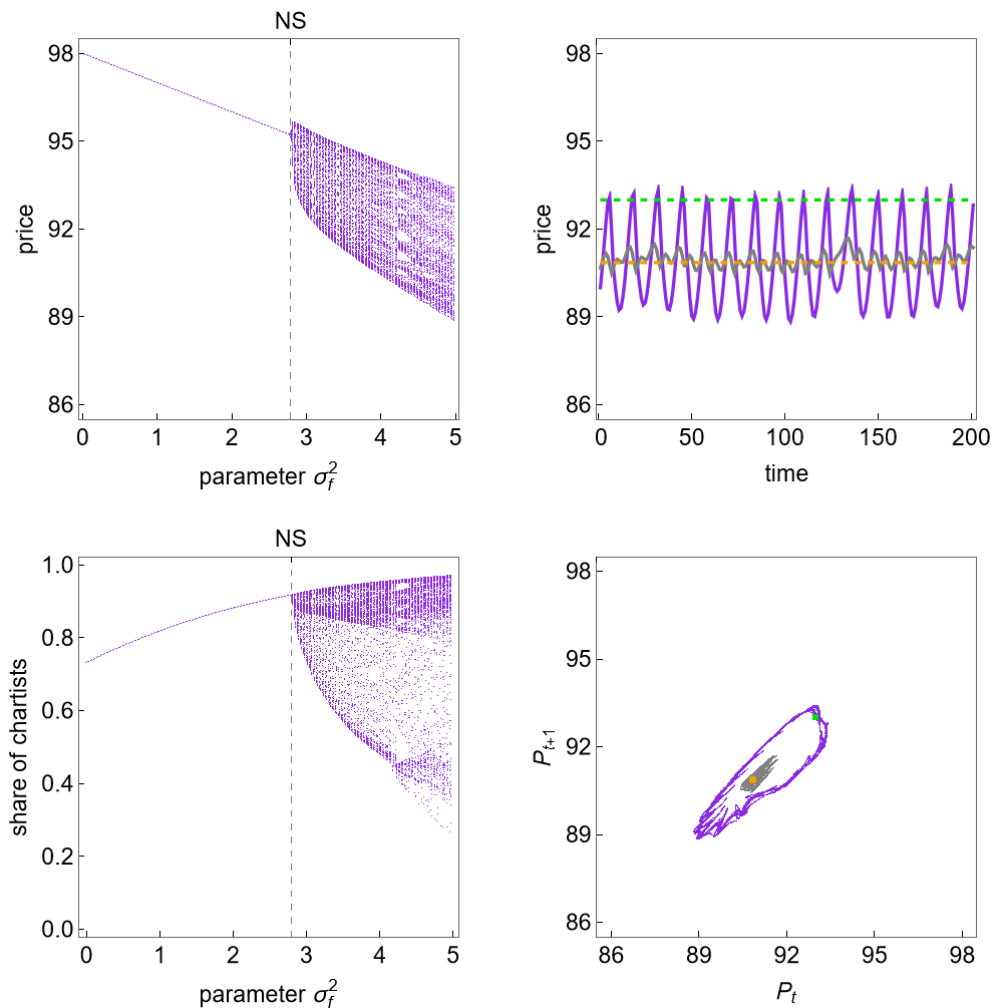 NS
98
95
92
89
86
price
0 1 2 3 4 5
parameter σ_f^2
98
95
92
89
86
price
0 50 100 150 200
time
NS
1.0
0.8
0.6
0.4
0.2
0.0
share of chartists
0 1 2 3 4 5
parameter σ_f^2
98
95
92
89
86
P_{t+1}
86 89 92 95 98
P_t